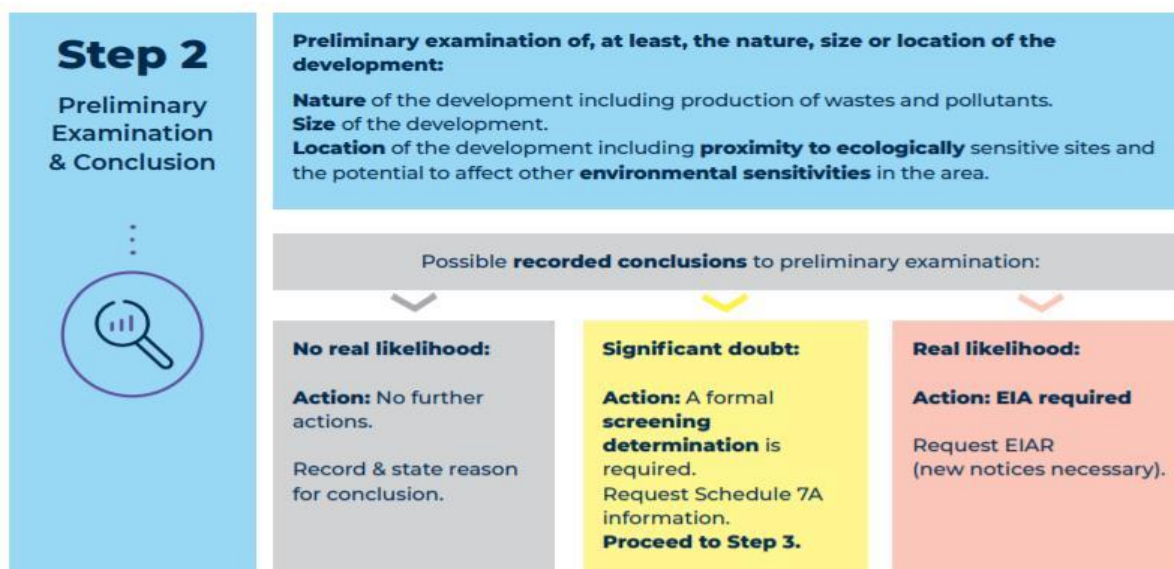 Step 2
Preliminary
Examination
& Conclusion
Preliminary examination of, at least, the nature, size or location of the
development:
Nature of the development including production of wastes and pollutants.
Size of the development.
Location of the development including proximity to ecologically sensitive sites and
the potential to affect other environmental sensitivities in the area.
Possible recorded conclusions to preliminary examination:
No real likelihood:
Action: No further
actions.
Record & state reason
for conclusion.
Significant doubt:
Action: A formal
screening
determination is
required.
Request Schedule 7A
information.
Proceed to Step 3.
Real likelihood:
Action: EIA required
Request EIAR
(new notices necessary).